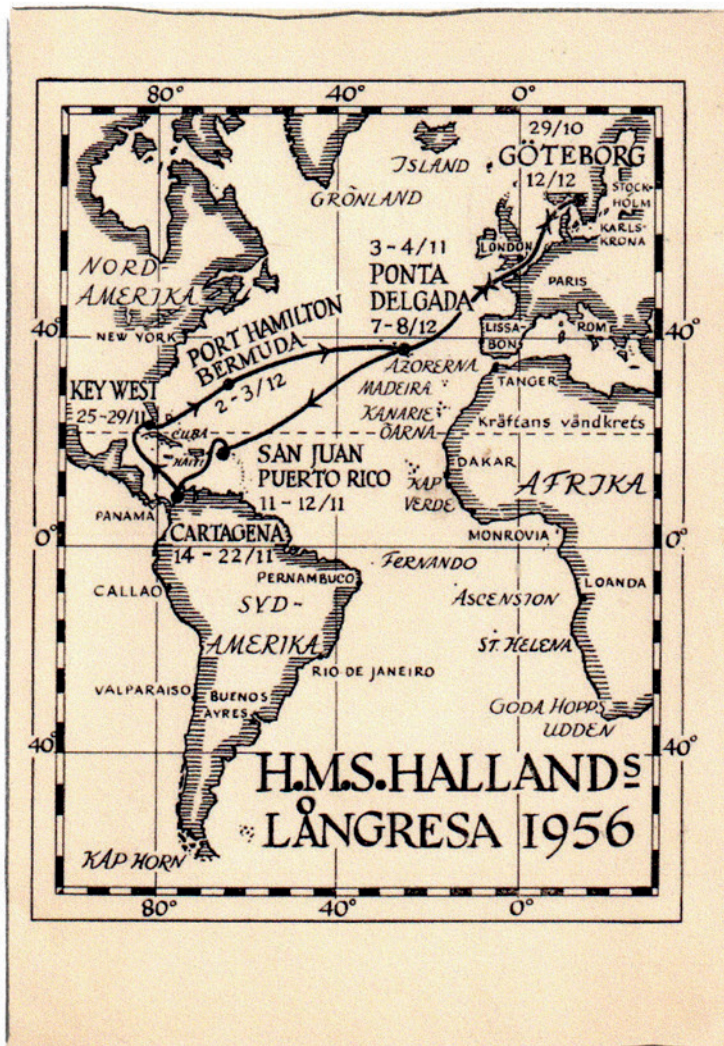 80°
40°
0°
29/10
GÖTEBORG
12/12
ISLAND
GRÖNLAND
STOCK-
HOLM
KARLS-
KRONA
LONDON
3-4/11
PONTA
DELGADA
7-8/12
PARIS
NORD-
AMERIKA
NEW YORK
40°
40°
PORT HAMILTON
BERMUDA
2-3/12
LISSA-
BON
ROM
AZORERNA
MADEIRA
TANGER
KEY WEST
25-29/11
KANARIE
ÖARNA
Kräftans vändkrets
CUBA
HAITI
SAN JUAN
PUERTO RICO
11-12/11
DAKAR
KAP
VERDE
AFRIKA
PANAMA
CARTAGENA
14-22/11
MONROVIA
0°
0°
FERNANDO
PERNAMBUCO
CALLAO
LOANDA
SYD-
AMERIKA
ASCENSION
ST. HELENA
RIO DE JANEIRO
VALPARAISO
BUENOS
AYRES
GODA HOPPS
UDDEN
40°
40°
H.M.S. HALLANDS
LÅNGRESA 1956
KAP HORN
80°
40°
0°